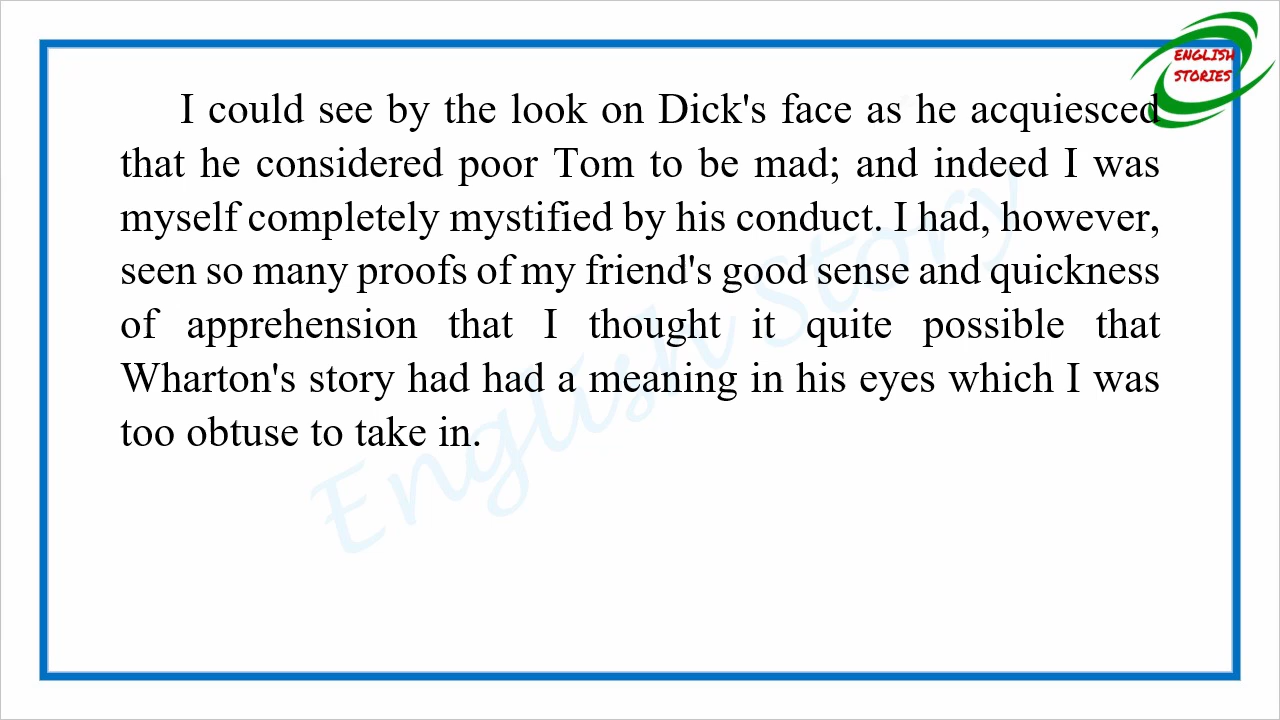 ENGLISH
STORIES
I could see by the look on Dick's face as he acquiesced
that he considered poor Tom to be mad; and indeed I was
myself completely mystified by his conduct. I had, however,
seen so many proofs of my friend's good sense and quickness
of apprehension that I thought it quite possible that
Wharton's story had had a meaning in his eyes which I was
too obtuse to take in.
English Story